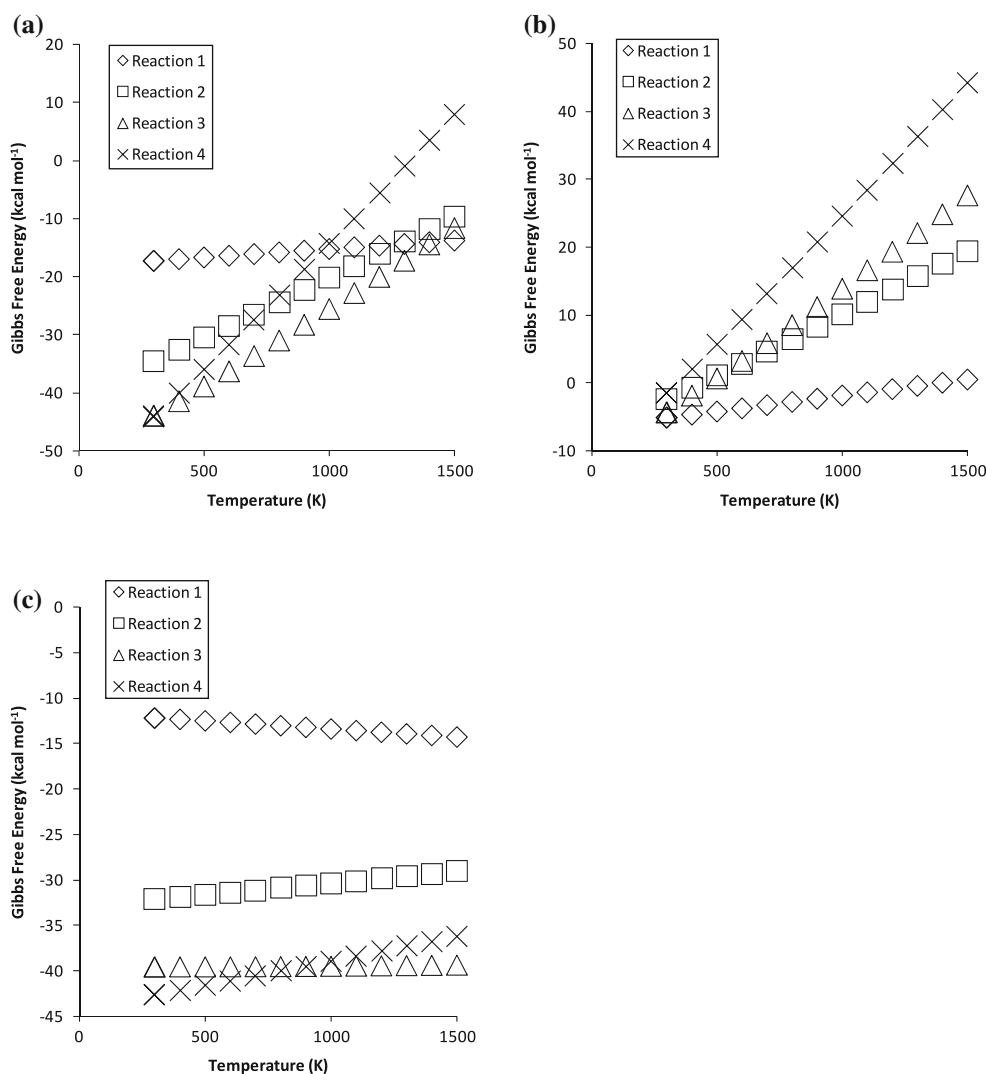 (a)
20
10
0
-10
-20
-30
-40
-50
Gibbs Free Energy (kcal mol-1)
Reaction 1
Reaction 2
Reaction 3
Reaction 4
0
500
1000
1500
Temperature (K)
(b)
50
40
30
20
10
0
-10
Gibbs Free Energy (kcal mol-1)
Reaction 1
Reaction 2
Reaction 3
Reaction 4
0
500
1000
1500
Temperature (K)
(c)
0
-5
-10
-15
-20
-25
-30
-35
-40
-45
Gibbs Free Energy (kcal mol-1)
Reaction 1
Reaction 2
Reaction 3
Reaction 4
0
500
1000
1500
Temperature (K)